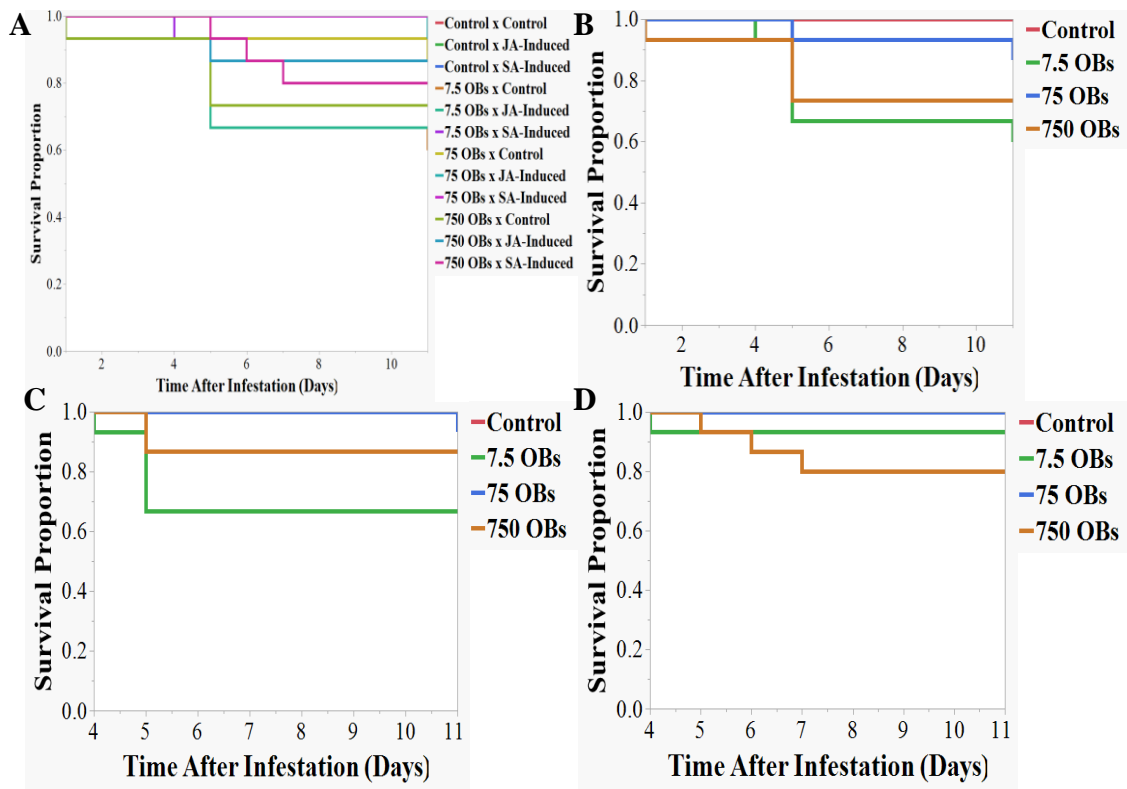 A
1.0
0.8
0.6
0.4
0.2
0.0
Survival Proportion
2
4
6
8
10
Time After Infestation (Days)
Control x Control
Control x JA-Induced
Control x SA-Induced
7.5 OBs x Control
7.5 OBs x JA-Induced
7.5 OBs x SA-Induced
75 OBs x Control
75 OBs x JA-Induced
75 OBs x SA-Induced
750 OBs x Control
750 OBs x JA-Induced
750 OBs x SA-Induced
B
1.0
0.8
0.6
0.4
0.2
0.0
Survival Proportion
2
4
6
8
10
Time After Infestation (Days)
Control
7.5 OBs
75 OBs
750 OBs
C
1.0
0.8
0.6
0.4
0.2
0.0
Survival Proportion
4
5
6
7
8
9
10
11
Time After Infestation (Days)
Control
7.5 OBs
75 OBs
750 OBs
D
1.0
0.8
0.6
0.4
0.2
0.0
Survival Proportion
4
5
6
7
8
9
10
11
Time After Infestation (Days)
Control
7.5 OBs
75 OBs
750 OBs